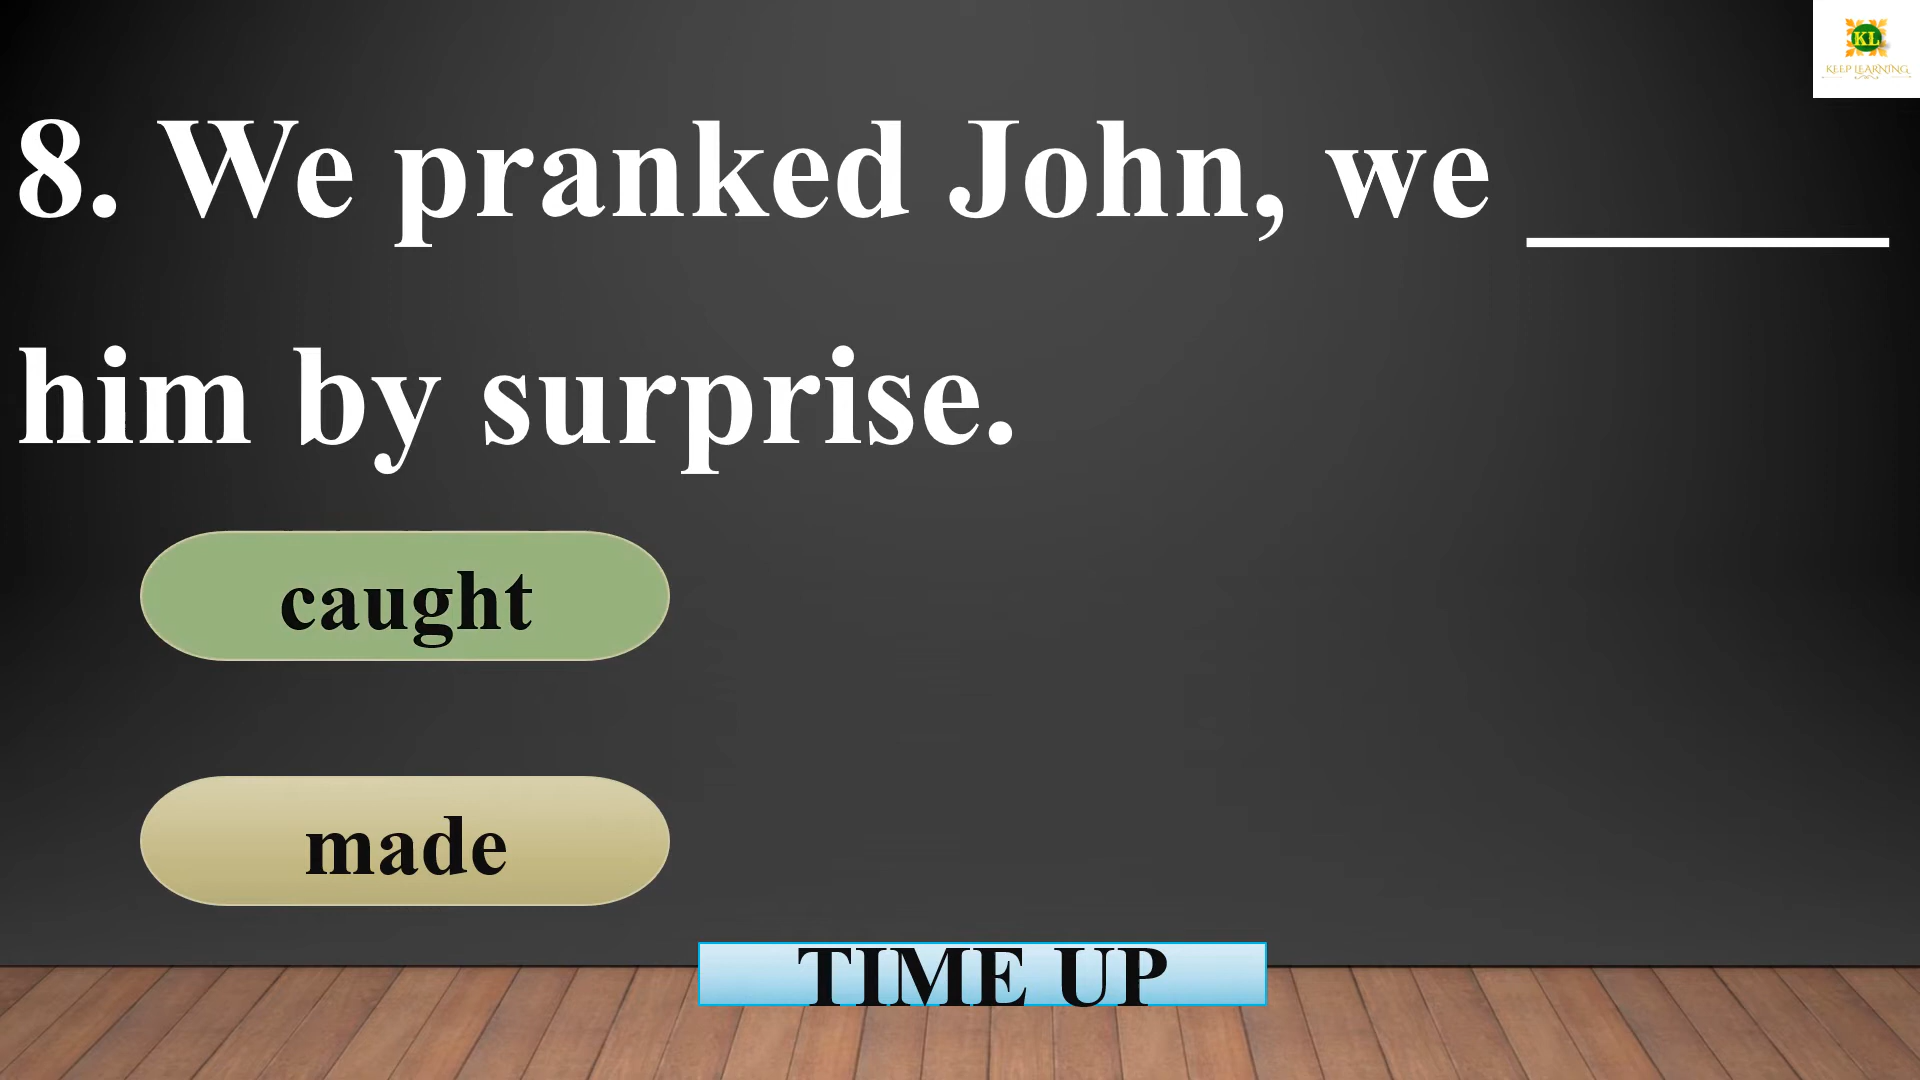 KL
KEEP LEARNING
8. We pranked John, we ______
him by surprise.
caught
made
TIME UP